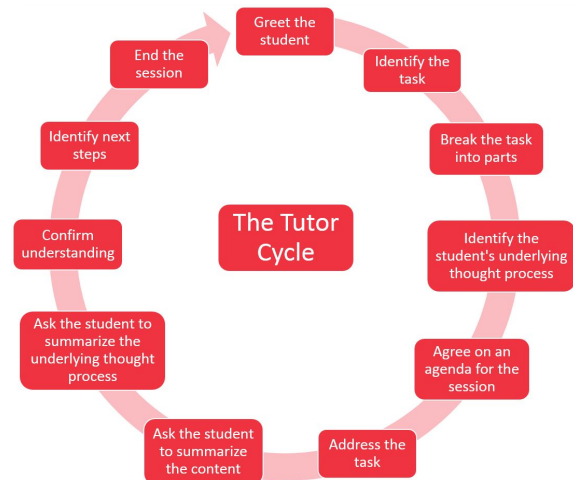 Greet the
student
Identify the
task
Break the task
into parts
Identify the
student's underlying
thought process
Agree on an
agenda for the
session
Address the
task
Ask the student
to summarize
the content
Ask the student to
summarize the
underlying thought
process
Confirm
understanding
Identify next
steps
End the
session
The Tutor
Cycle